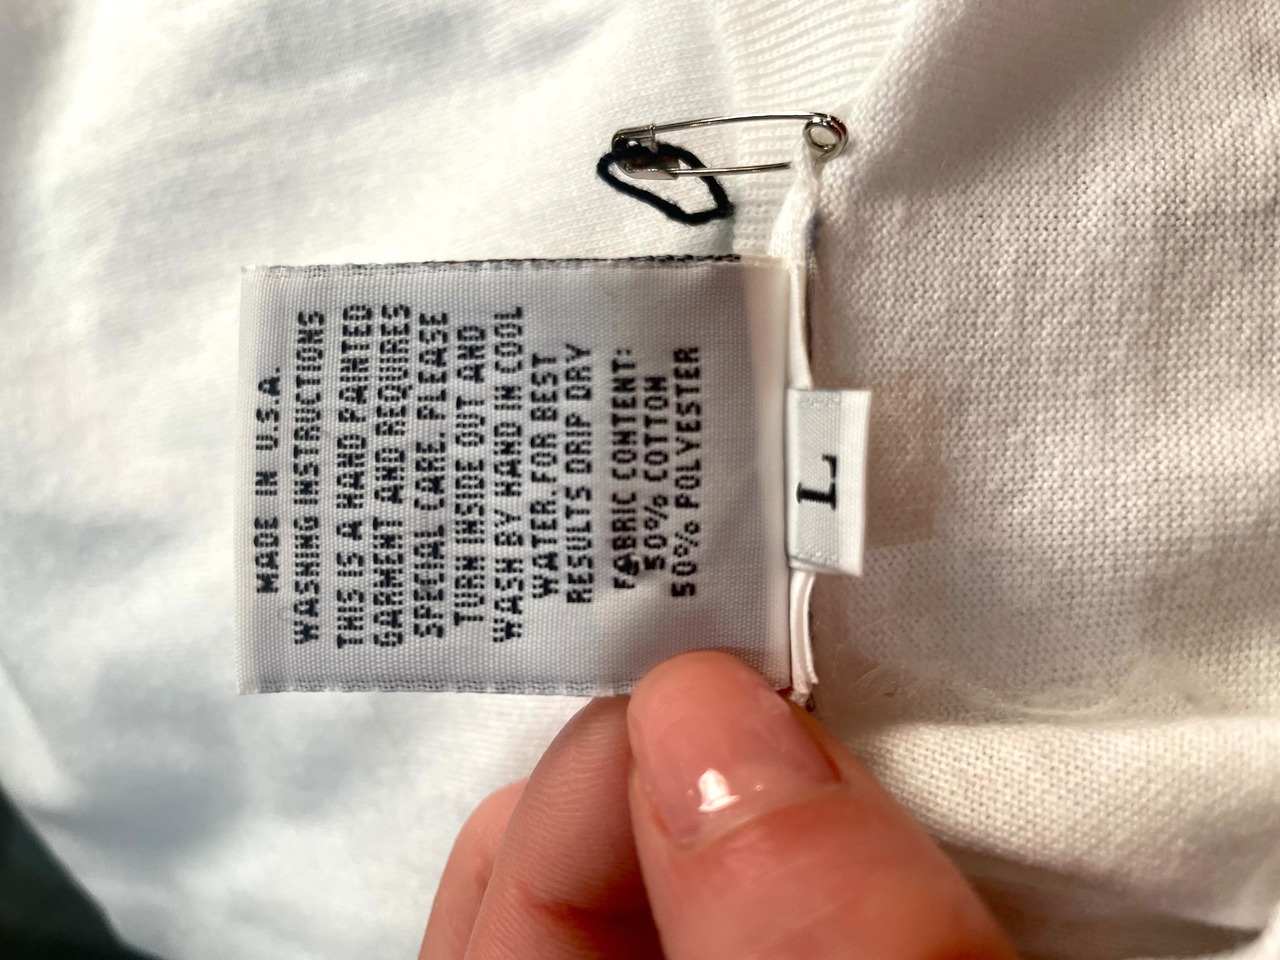 MADE IN U.S.A.
WASHING INSTRUCTIONS
THIS IS A HAND PAINTED
GARMENT AND REQUIRES
SPECIAL CARE. PLEASE
TURN INSIDE OUT AND
WASH BY HAND IN COOL
WATER. FOR BEST
RESULTS DRIP DRY
FABRIC CONTENT:
50% COTTON
50% POLYESTER
L